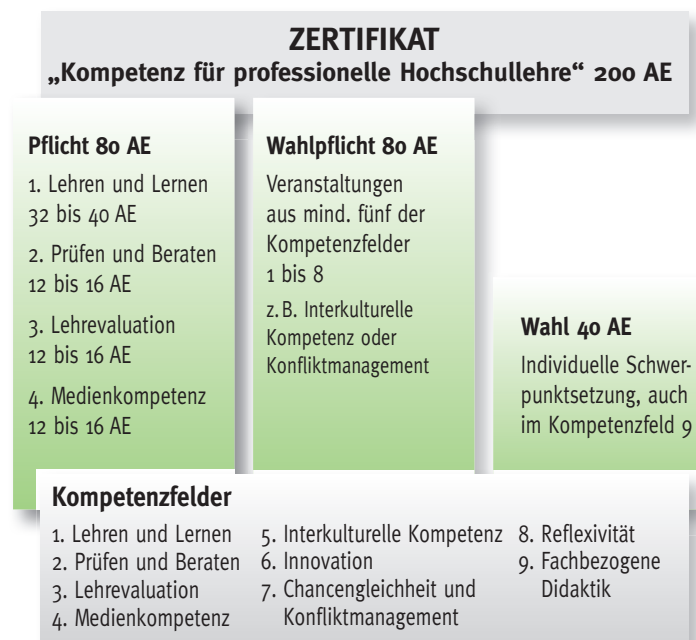 ZERTIFIKAT
„Kompetenz für professionelle Hochschullehre“ 200 AE
Pflicht 80 AE
1. Lehren und Lernen
32 bis 40 AE
2. Prüfen und Beraten
12 bis 16 AE
3. Lehrevaluation
12 bis 16 AE
4. Medienkompetenz
12 bis 16 AE
Wahlpflicht 80 AE
Veranstaltungen
aus mind. fünf der
Kompetenzfelder
1 bis 8
z. B. Interkulturelle
Kompetenz oder
Konfliktmanagement
Wahl 40 AE
Individuelle Schwer-
punktsetzung, auch
im Kompetenzfeld 9
Kompetenzfelder
1. Lehren und Lernen
2. Prüfen und Beraten
3. Lehrevaluation
4. Medienkompetenz
5. Interkulturelle Kompetenz
6. Innovation
7. Chancengleichheit und
Konfliktmanagement
8. Reflexivität
9. Fachbezogene
Didaktik